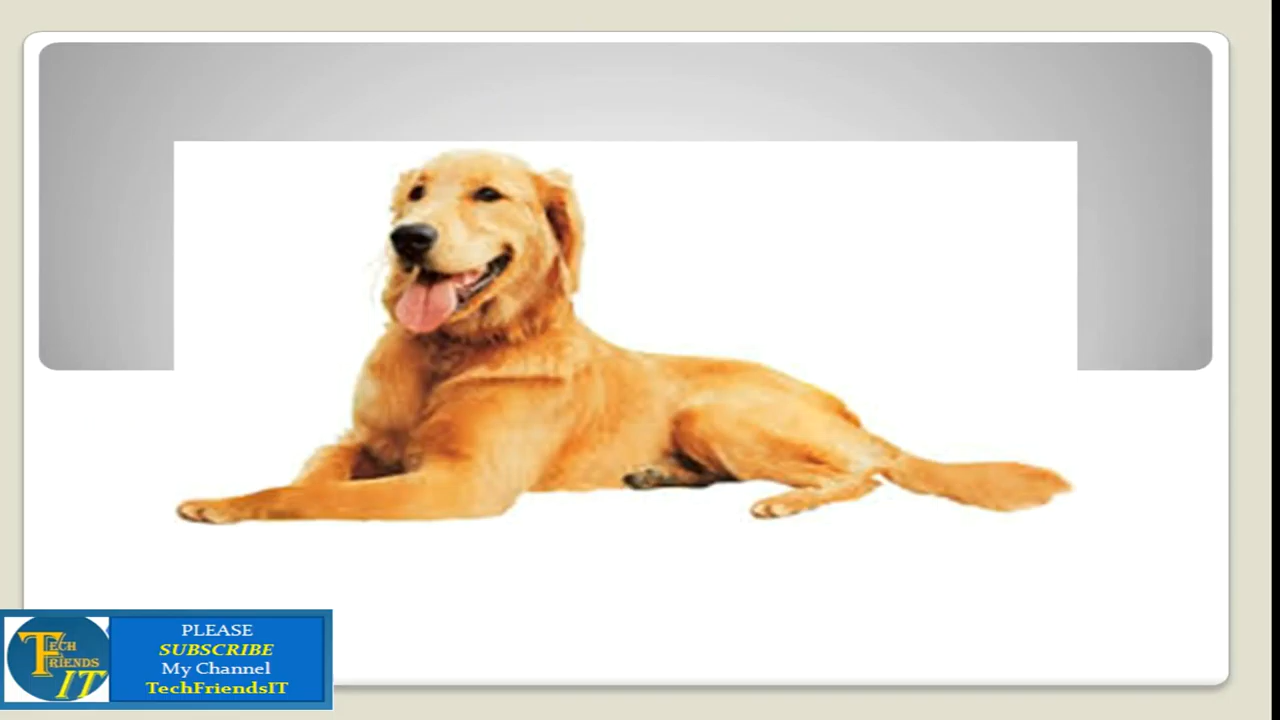 TECH
FRIENDS
IT
PLEASE
SUBSCRIBE
My Channel
TechFriendsIT